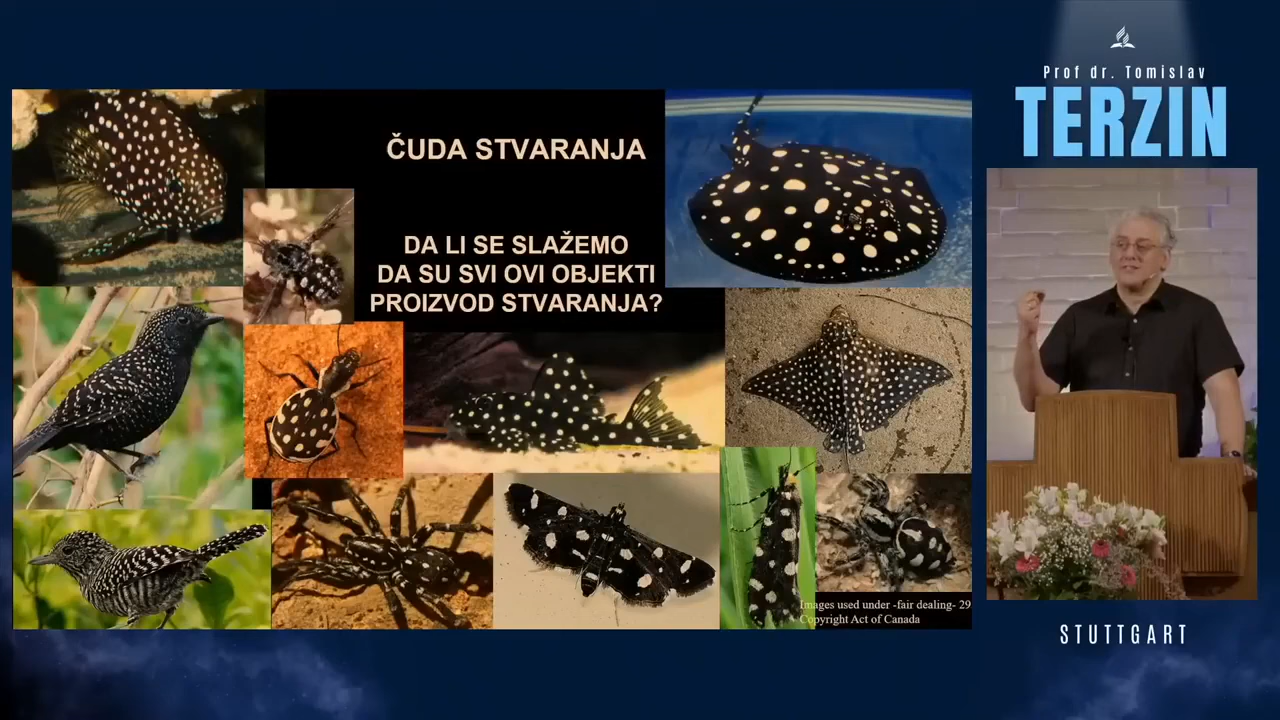 ČUDA STVARANJA
DA LI SE SLAŽEMO
DA SU SVI OVI OBJEKTI
PROIZVOD STVARANJA?
Images used under -fair dealing- 29
Copyright Act of Canada
Prof dr. Tomislav
TERZIN
STUTTGART